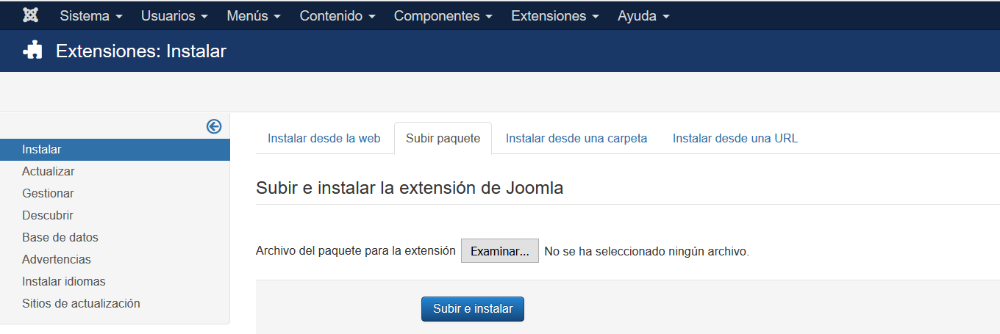 Sistema Usuarios Menús Contenido Componentes Extensiones Ayuda
Extensiones: Instalar
Instalar
Actualizar
Gestionar
Descubrir
Base de datos
Advertencias
Instalar idiomas
Sitios de actualización
Instalar desde la web Subir paquete Instalar desde una carpeta Instalar desde una URL
Subir e instalar la extensión de Joomla
Archivo del paquete para la extensión Examinar... No se ha seleccionado ningún archivo.
Subir e instalar